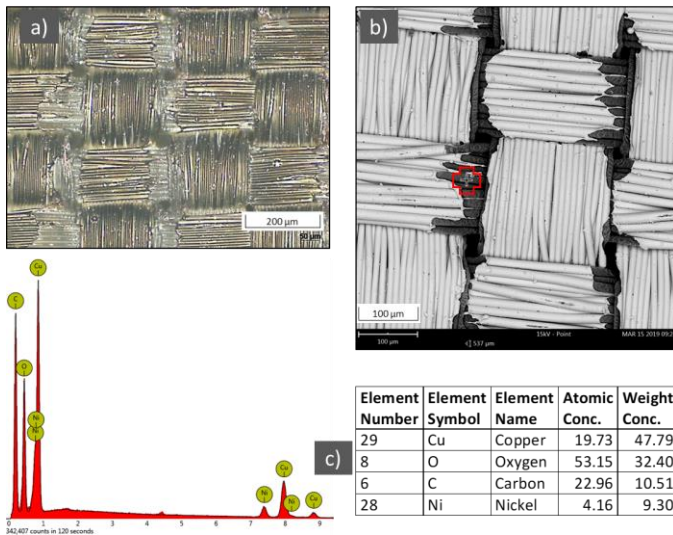 a)
200 µm
50 µm
b)
100 µm
100 µm
15kV - Point
MAR 15 2019 09:2
537 µm
Cu
C
O
Ni
Ni
Cu
Ni
Ni
Cu
0 1 2 3 4 5 6 7 8 9
342,407 counts in 120 seconds
c)
Element Number Element Symbol Element Name Atomic Conc. Weight Conc.
29 Cu Copper 19.73 47.79
8 O Oxygen 53.15 32.40
6 C Carbon 22.96 10.51
28 Ni Nickel 4.16 9.30